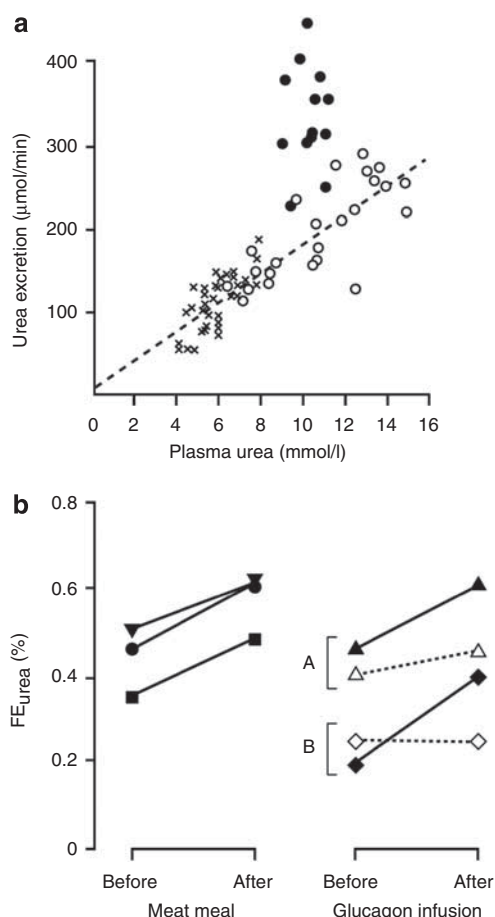 a
Urea excretion (μmol/min)
400
300
200
100
0 2 4 6 8 10 12 14 16
Plasma urea (mmol/l)
b
FEurea (%)
0.8
0.6
0.4
0.2
0
A
B
Before After Before After
Meat meal Glucagon infusion